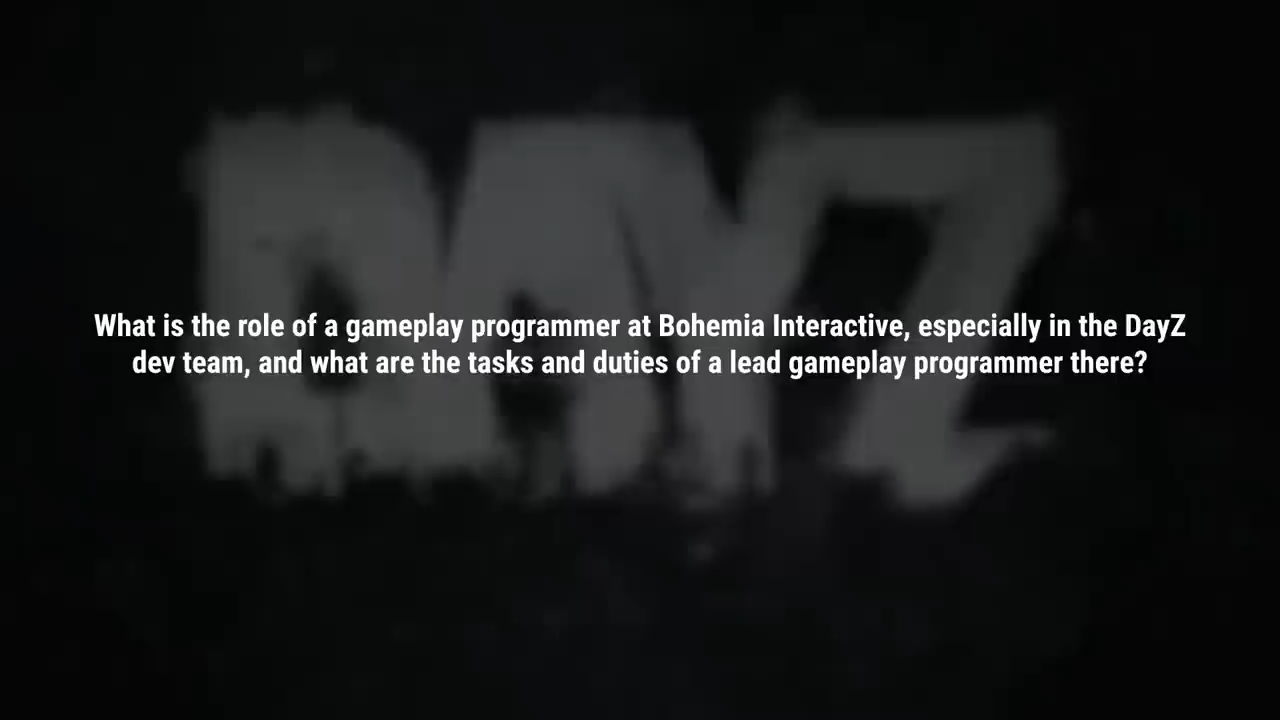 DAYZ
What is the role of a gameplay programmer at Bohemia Interactive, especially in the DayZ
dev team, and what are the tasks and duties of a lead gameplay programmer there?